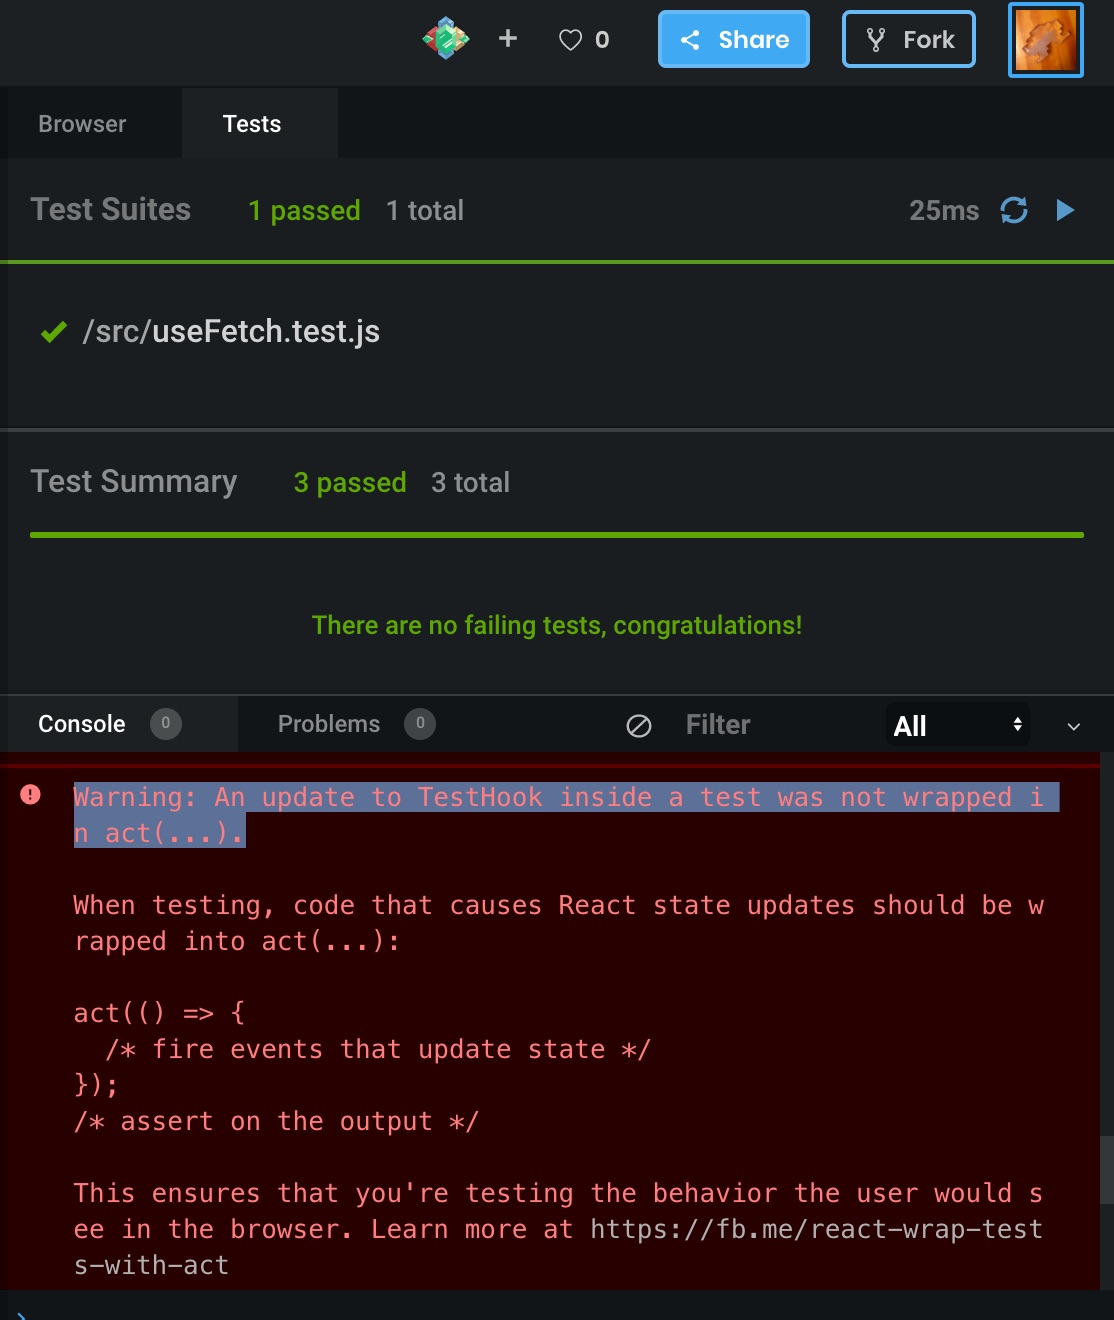 + 0 Share Fork
Browser Tests
Test Suites 1 passed 1 total 25ms
/src/useFetch.test.js
Test Summary 3 passed 3 total
There are no failing tests, congratulations!
Console 0 Problems 0 Filter All
Warning: An update to TestHook inside a test was not wrapped i
n act(...).
When testing, code that causes React state updates should be w
rapped into act(...):
act(() => {
  /* fire events that update state */
});
/* assert on the output */
This ensures that you're testing the behavior the user would s
ee in the browser. Learn more at https://fb.me/react-wrap-test
s-with-act